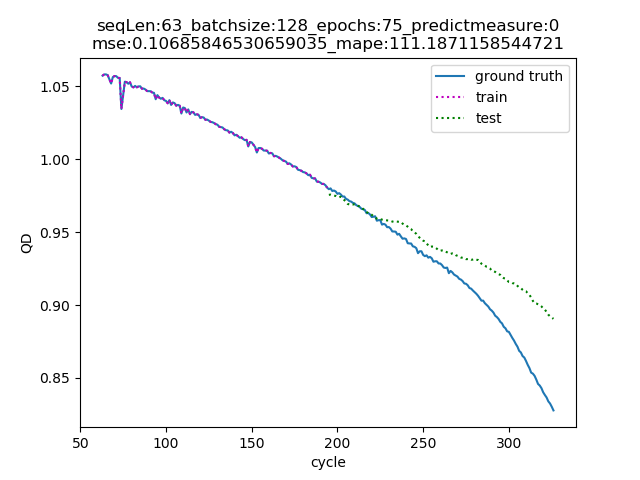 seqLen:63_batchsize:128_epochs:75_predictmeasure:0
mse:0.10685846530659035_mape:111.1871158544721
ground truth
train
test
1.05
1.00
0.95
0.90
0.85
QD
50
100
150
200
250
300
cycle